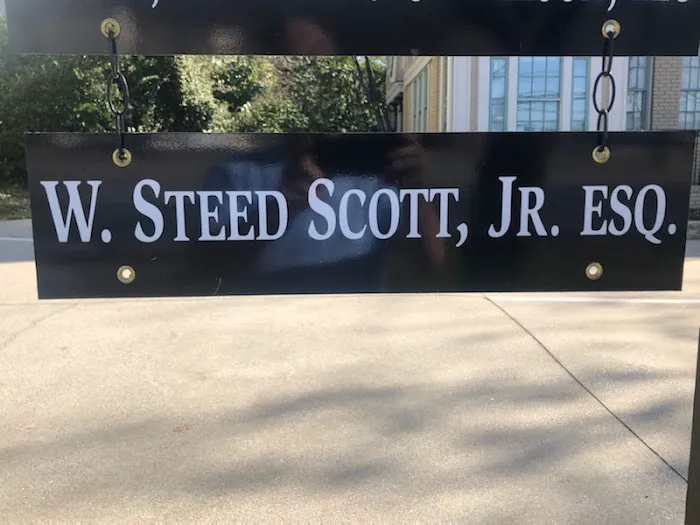 W. STEED SCOTT, JR. ESQ.